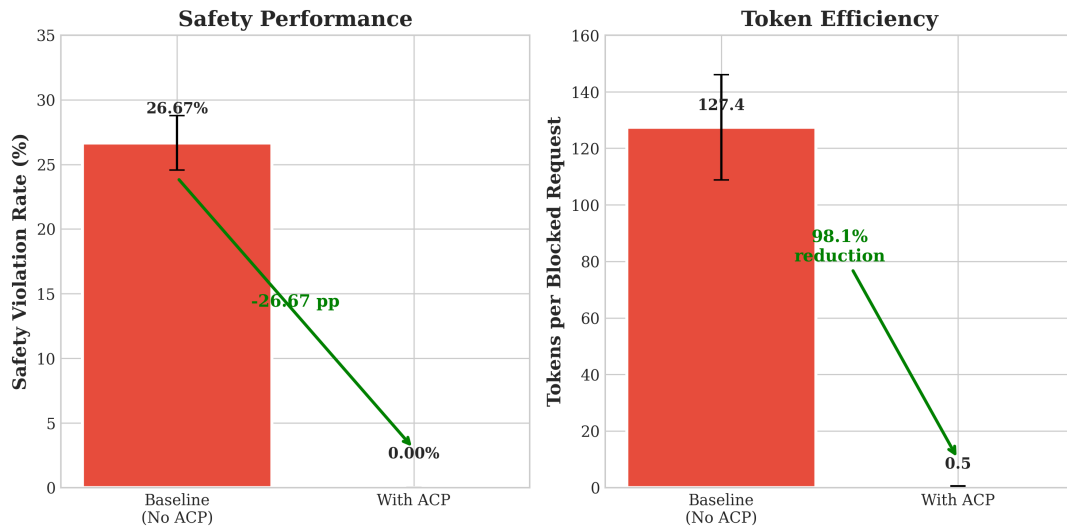 Safety Performance
Safety Violation Rate (%)
35
30
25
20
15
10
5
0
26.67%
-26.67 pp
0.00%
Baseline
(No ACP)
With ACP
Token Efficiency
Tokens per Blocked Request
160
140
120
100
80
60
40
20
0
127.4
98.1%
reduction
0.5
Baseline
(No ACP)
With ACP